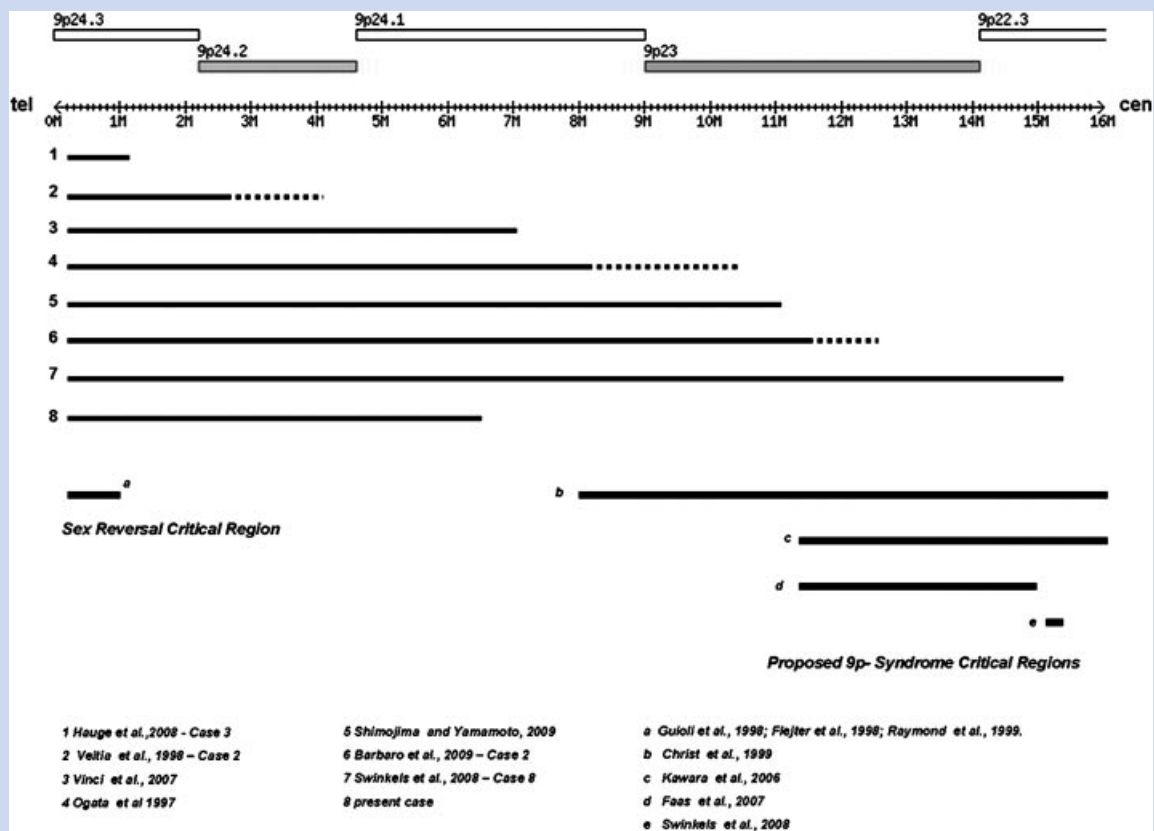 9p24.3 9p24.1 9p22.3
9p24.2 9p23
tel cen
0M 1M 2M 3M 4M 5M 6M 7M 8M 9M 10M 11M 12M 13M 14M 15M 16M
1
2
3
4
5
6
7
8
a b
Sex Reversal Critical Region
c
d
e
Proposed 9p- Syndrome Critical Regions
1 Hauge et al.,2008 - Case 3 5 Shimojima and Yamamoto, 2009 a Guioli et al., 1998; Flejter et al., 1998; Raymond et al., 1999.
2 Veitia et al., 1998 – Case 2 6 Barbaro et al., 2009 – Case 2 b Christ et al., 1999
3 Vinci et al., 2007 7 Swinkels et al., 2008 – Case 8 c Kawara et al., 2006
4 Ogata et al 1997 8 present case d Faas et al., 2007
e Swinkels et al., 2008